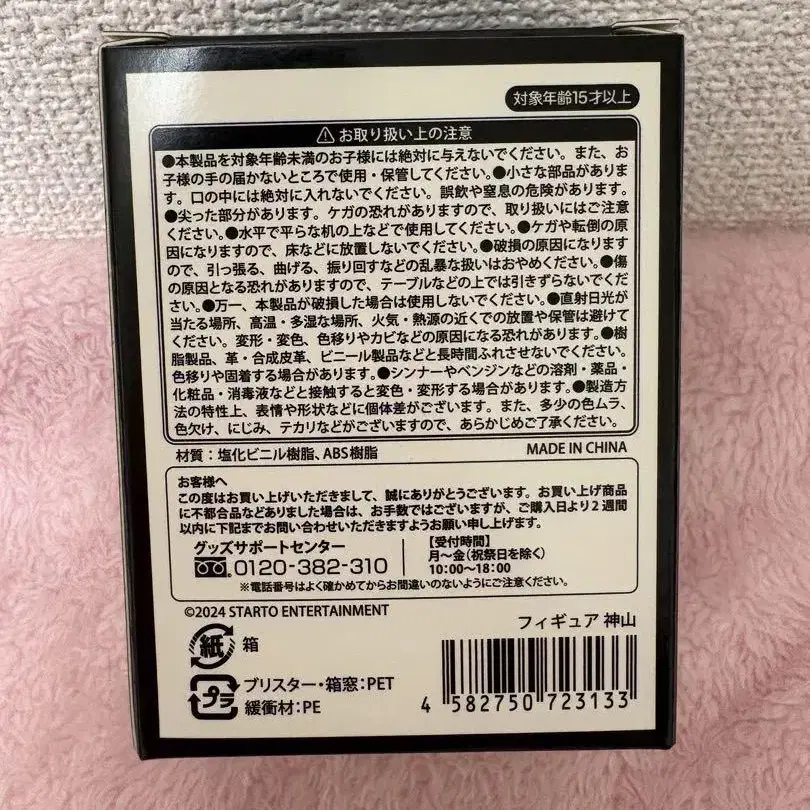 対象年齢15才以上
⚠お取り扱い上の注意
●本製品を対象年齢未満のお子様には絶対に与えないでください。また、お
子様の手の届かないところで使用・保管してください。●小さな部品がありま
す。口の中には絶対に入れないでください。誤飲や窒息の危険があります。
●尖った部分があります。ケガの恐れがありますので、取り扱いにはご注意
ください。●水平で平らな机の上などで使用してください。●ケガや転倒の原
因になりますので、床などに放置しないでください。●破損の原因になります
ので、引っ張る、曲げる、振り回すなどの乱暴な扱いはおやめください。●傷
の原因となる恐れがありますので、テーブルなどの上では引きずらないでくだ
さい。●万一、本製品が破損した場合は使用しないでください。●直射日光が
当たる場所、高温・多湿な場所、火気・熱源の近くでの放置や保管は避けて
ください。変形・変色、色移りやカビなどの原因になる恐れがあります。●樹
脂製品、革・合成皮革、ビニール製品などと長時間ふれさせないでください。
色移りや固着する場合があります。●シンナーやベンジンなどの溶剤・薬品・
化粧品・消毒液などと接触すると変色・変形する場合があります。●製造方
法の特性上、表情や形状などに個体差がございます。また、多少の色ムラ、
色欠け、にじみ、テカリなどがございますので、あらかじめご了承ください。
材質：塩化ビニル樹脂、ABS樹脂 MADE IN CHINA
お客様へ
この度はお買い上げいただきまして、誠にありがとうございます。お買い上げ商品
に不都合品などありました場合は、お手数ではございますが、ご購入日より2週間
以内に下記までお問い合わせいただきますようお願い申し上げます。
グッズサポートセンター
0120-382-310
【受付時間】
月〜金（祝祭日を除く）
10:00〜18:00
※電話番号はよく確かめてからお間違いのないようにご注意ください。
©2024 STARTO ENTERTAINMENT
フィギュア 神山
紙 箱
プラ ブリスター・箱窓：PET
緩衝材：PE
4 582750 723133